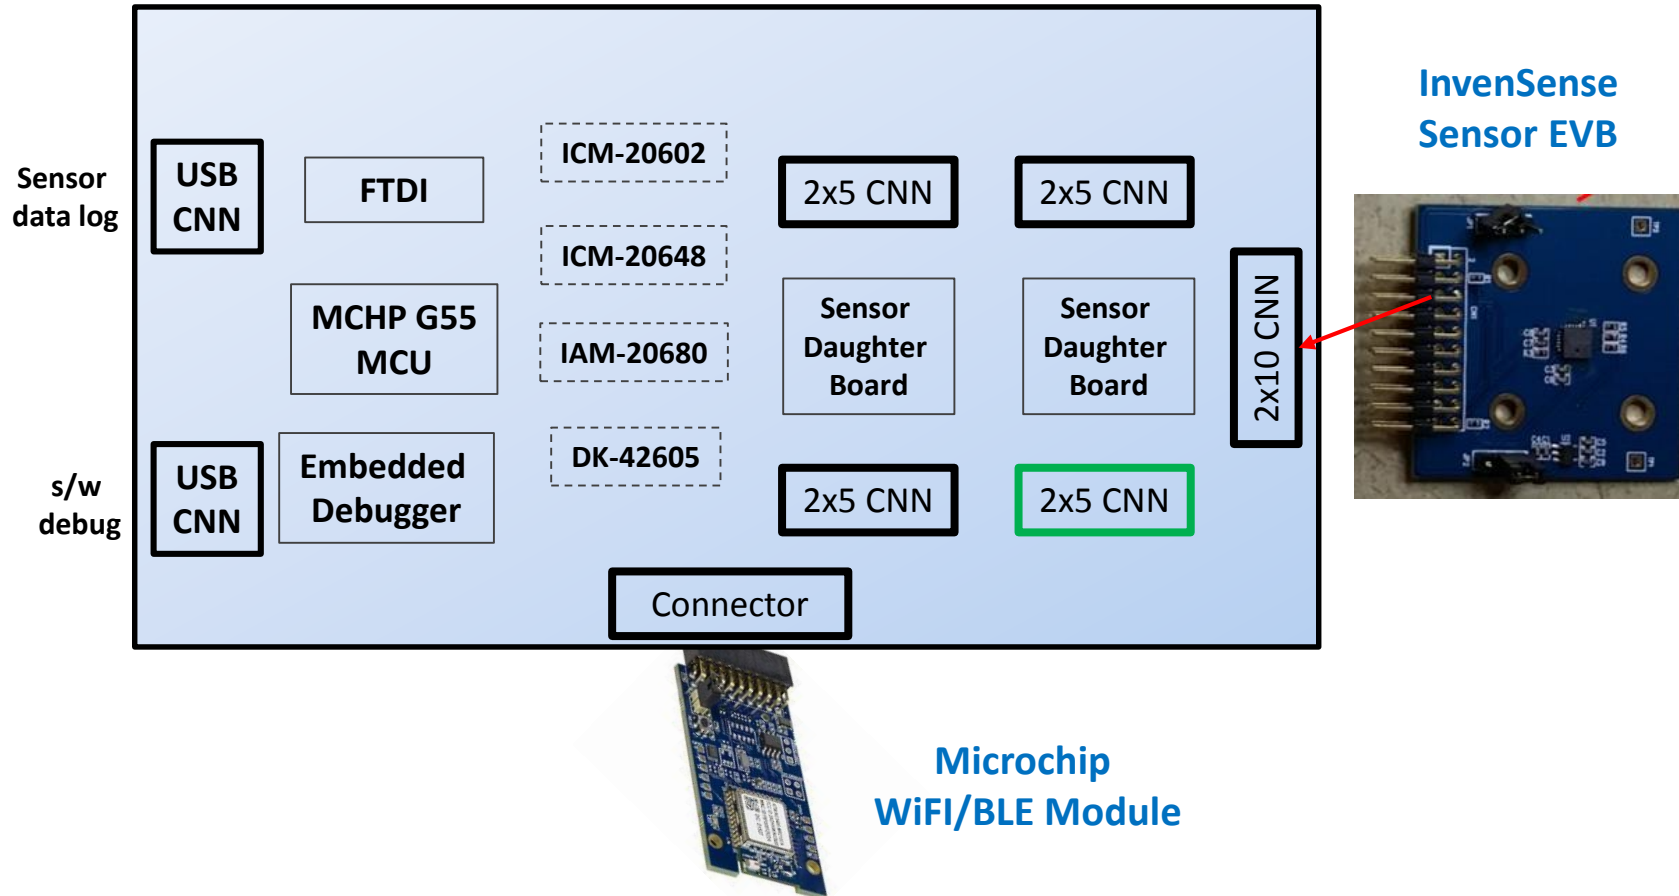 Sensor
data log
USB
CNN
FTDI
ICM-20602
2x5 CNN
2x5 CNN
InvenSense
Sensor EVB
ICM-20648
MCHP G55
MCU
IAM-20680
Sensor
Daughter
Board
Sensor
Daughter
Board
2x10 CNN
s/w
debug
USB
CNN
Embedded
Debugger
DK-42605
2x5 CNN
2x5 CNN
Connector
Microchip
WiFI/BLE Module